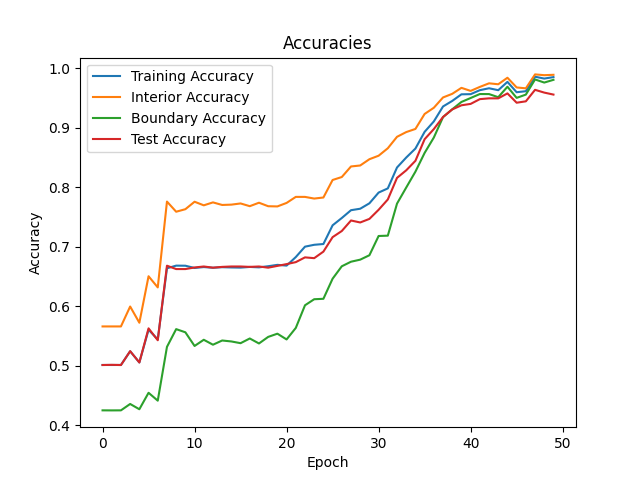 Accuracies
Training Accuracy
Interior Accuracy
Boundary Accuracy
Test Accuracy
1.0
0.9
0.8
0.7
0.6
0.5
0.4
Accuracy
0 10 20 30 40 50
Epoch